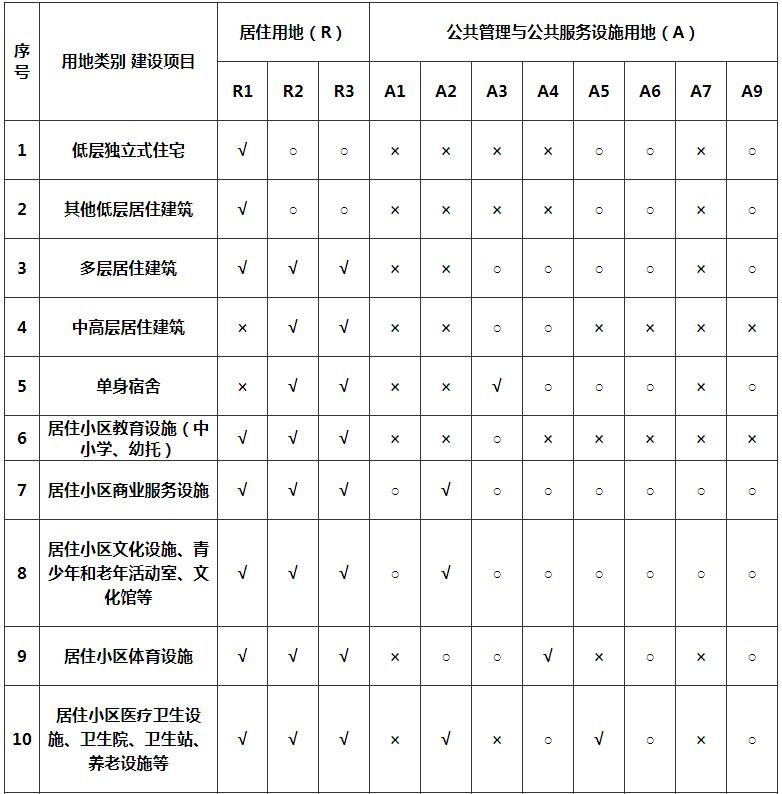 序号 用地类别 建设项目 居住用地（R） 公共管理与公共服务设施用地（A）
R1 R2 R3 A1 A2 A3 A4 A5 A6 A7 A9
1 低层独立式住宅 √ ○ ○ × × × × ○ ○ × ○
2 其他低层居住建筑 √ ○ ○ × × × × ○ ○ × ○
3 多层居住建筑 √ √ √ × × ○ ○ ○ ○ × ○
4 中高层居住建筑 × √ √ × × ○ ○ × × × ×
5 单身宿舍 × √ √ × × √ ○ ○ ○ × ○
6 居住小区教育设施（中
小学、幼托） √ √ √ × × ○ × × × × ×
7 居住小区商业服务设施 √ √ √ ○ √ ○ ○ ○ ○ ○ ○
8 居住小区文化设施、青
少年和老年活动室、文
化馆等 √ √ √ ○ √ ○ ○ ○ ○ ○ ○
9 居住小区体育设施 √ √ √ × ○ ○ √ × ○ × ○
10 居住小区医疗卫生设
施、卫生院、卫生站、
养老设施等 √ √ √ × √ × ○ √ ○ × ○